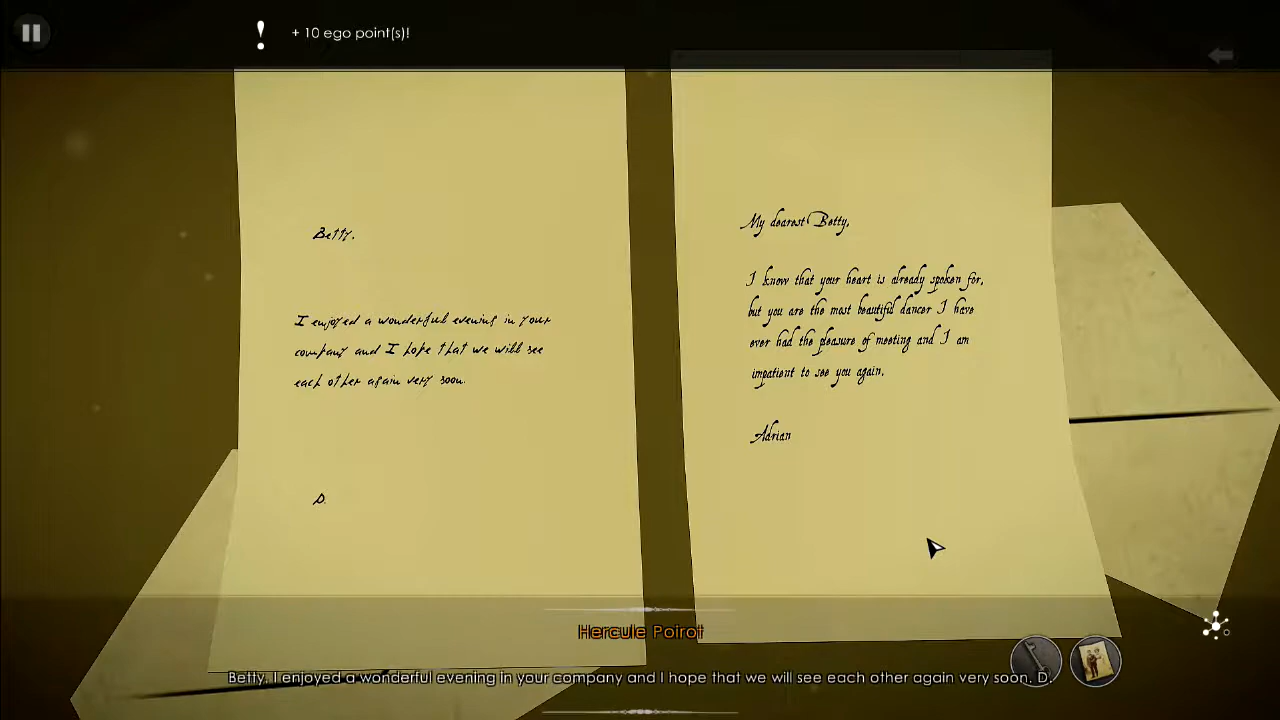 + 10 ego point(s)!
Betty.
I enjoyed a wonderful evening in your
company and I hope that we will see
each other again very soon.
D.
My dearest Betty,
I know that your heart is already spoken for,
but you are the most beautiful dancer I have
ever had the pleasure of meeting and I am
impatient to see you again.
Adrian
Hercule Poirot
Betty, I enjoyed a wonderful evening in your company and I hope that we will see each other again very soon. D.